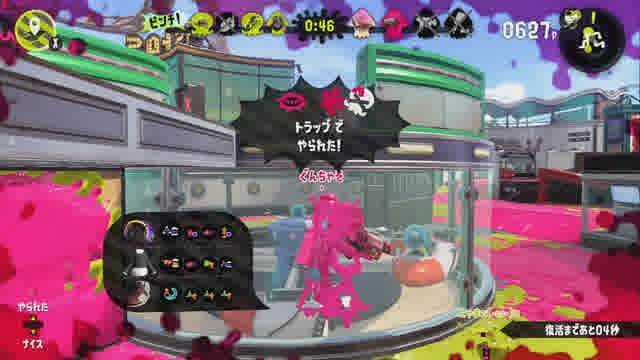 ピンチ!
0:46
0627p
トラップで
やられた!
くんちゃそ
やられた
ナイス
復活まであと04秒